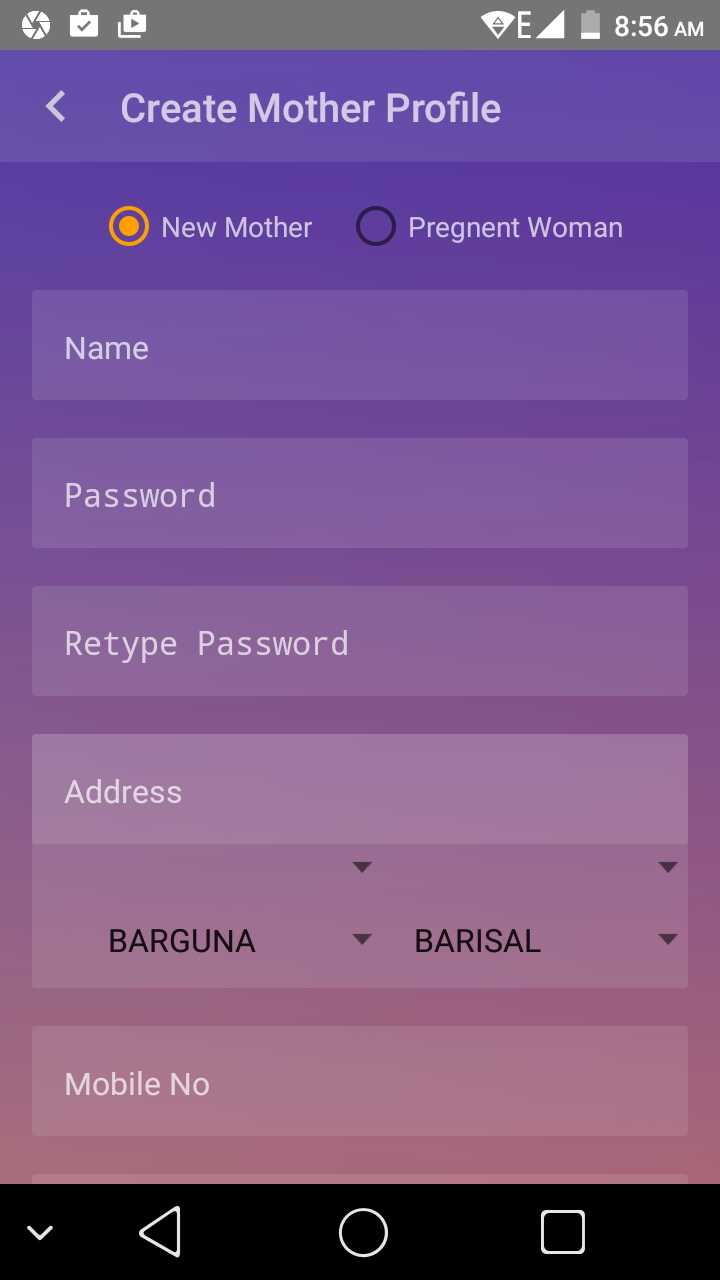 E 8:56 AM
Create Mother Profile
New Mother Pregnent Woman
Name
Password
Retype Password
Address
BARGUNA BARISAL
Mobile No